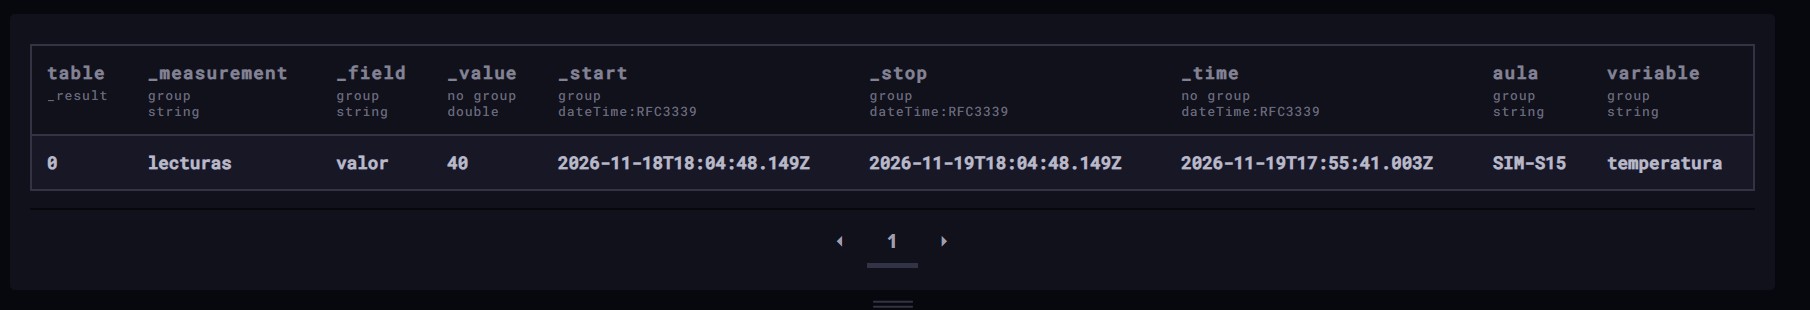 table _measurement _field _value _start _stop _time aula variable
_result group group no group group group no group group group
string string double dateTime:RFC3339 dateTime:RFC3339 dateTime:RFC3339 string string
0 lecturas valor 40 2026-11-18T18:04:48.149Z 2026-11-19T18:04:48.149Z 2026-11-19T17:55:41.003Z SIM-S15 temperatura
1